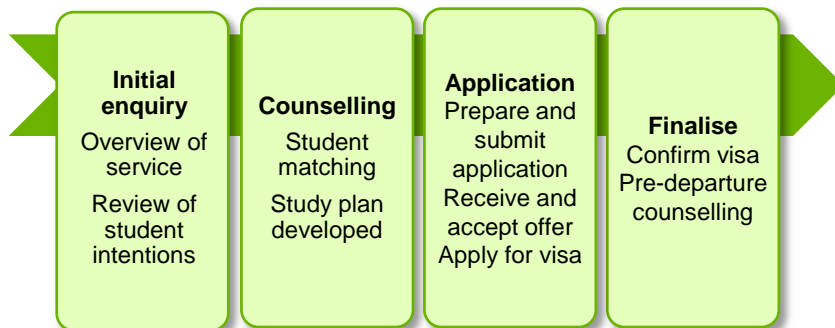 Initial
enquiry
Overview of
service
Review of
student
intentions
Counselling
Student
matching
Study plan
developed
Application
Prepare and
submit
application
Receive and
accept offer
Apply for visa
Finalise
Confirm visa
Pre-departure
counselling